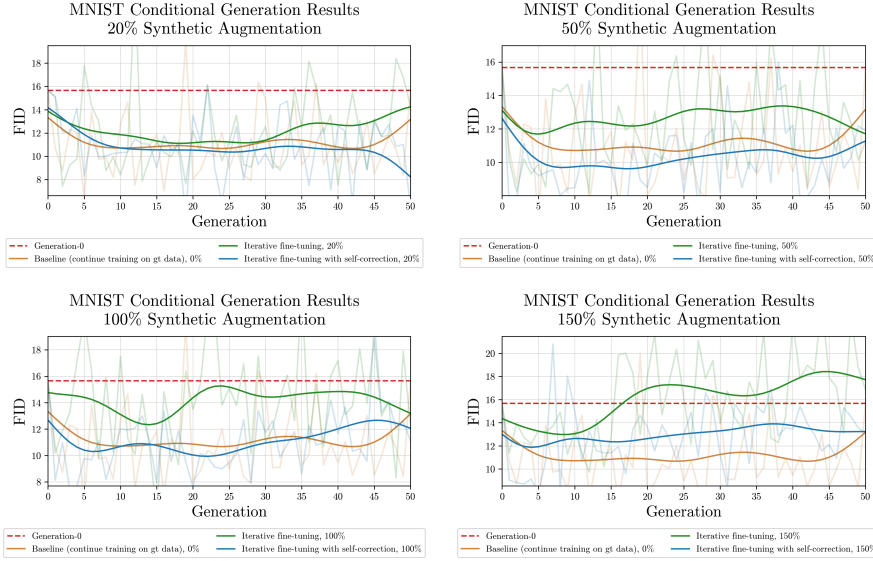 MNIST Conditional Generation Results
20% Synthetic Augmentation
FID
18
16
14
12
10
8
0 5 10 15 20 25 30 35 40 45 50
Generation
Generation-0
Baseline (continue training on gt data), 0%
Iterative fine-tuning, 20%
Iterative fine-tuning with self-correction, 20%
MNIST Conditional Generation Results
50% Synthetic Augmentation
FID
16
14
12
10
0 5 10 15 20 25 30 35 40 45 50
Generation
Generation-0
Baseline (continue training on gt data), 0%
Iterative fine-tuning, 50%
Iterative fine-tuning with self-correction, 50%
MNIST Conditional Generation Results
100% Synthetic Augmentation
FID
18
16
14
12
10
8
0 5 10 15 20 25 30 35 40 45 50
Generation
Generation-0
Baseline (continue training on gt data), 0%
Iterative fine-tuning, 100%
Iterative fine-tuning with self-correction, 100%
MNIST Conditional Generation Results
150% Synthetic Augmentation
FID
20
18
16
14
12
10
0 5 10 15 20 25 30 35 40 45 50
Generation
Generation-0
Baseline (continue training on gt data), 0%
Iterative fine-tuning, 150%
Iterative fine-tuning with self-correction, 150%